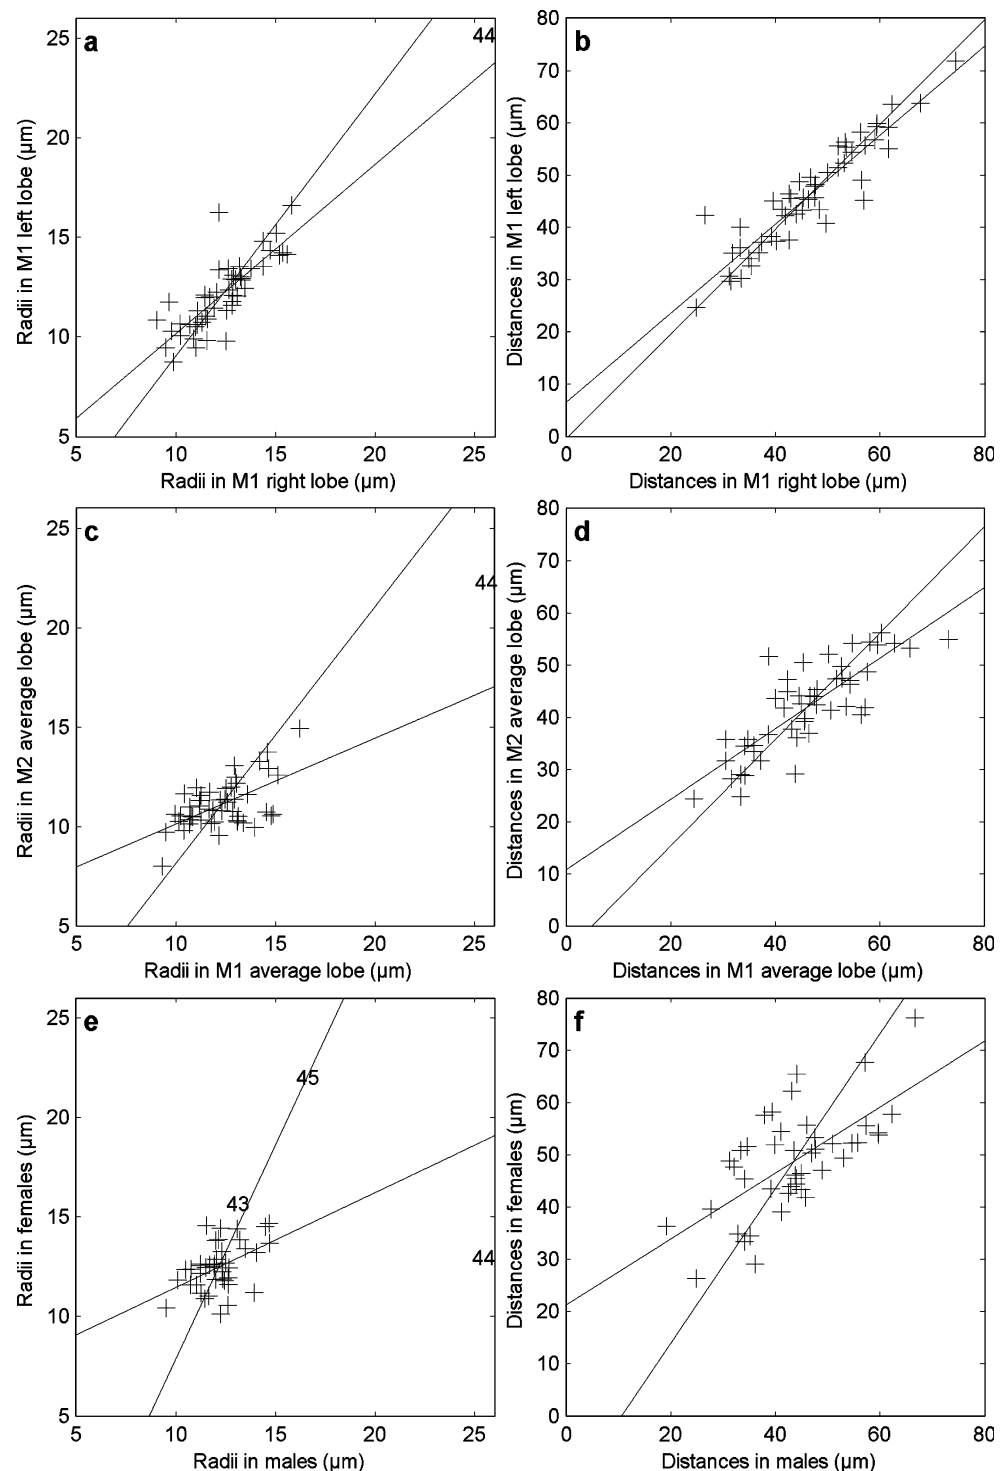 a
44
25
20
15
10
5
5 10 15 20 25
Radii in M1 right lobe (µm)
Radii in M1 left lobe (µm)
b
80
70
60
50
40
30
20
10
0
0 20 40 60 80
Distances in M1 right lobe (µm)
Distances in M1 left lobe (µm)
c
44
25
20
15
10
5
5 10 15 20 25
Radii in M1 average lobe (µm)
Radii in M2 average lobe (µm)
d
80
70
60
50
40
30
20
10
0
0 20 40 60 80
Distances in M1 average lobe (µm)
Distances in M2 average lobe (µm)
e
45
43
44
25
20
15
10
5
5 10 15 20 25
Radii in males (µm)
Radii in females (µm)
f
80
70
60
50
40
30
20
10
0
0 20 40 60 80
Distances in males (µm)
Distances in females (µm)